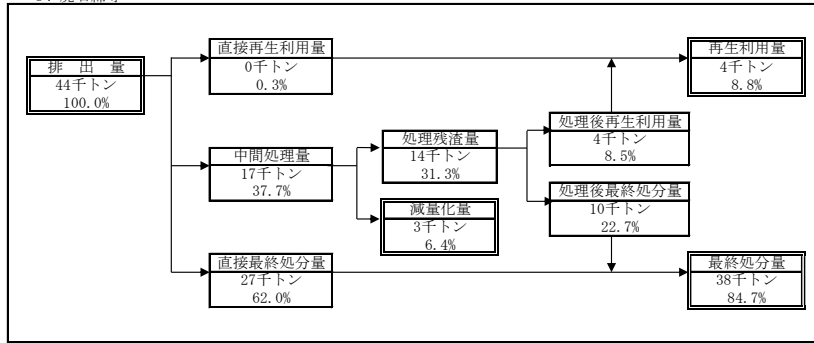 直接再生利用量
0千トン
0.3%
再生利用量
4千トン
8.8%
排 出 量
44千トン
100.0%
処理後再生利用量
4千トン
8.5%
中間処理量
17千トン
37.7%
処理残渣量
14千トン
31.3%
処理後最終処分量
10千トン
22.7%
減量化量
3千トン
6.4%
直接最終処分量
27千トン
62.0%
最終処分量
38千トン
84.7%